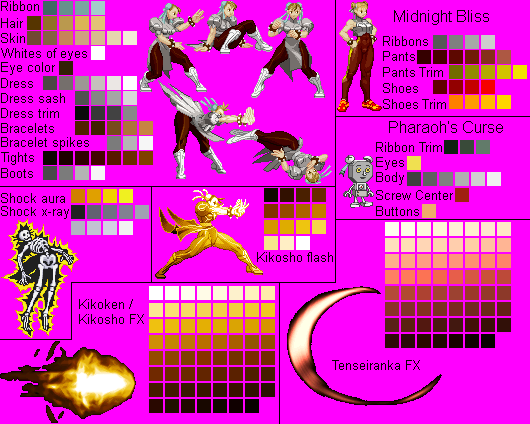 Ribbon
Hair
Skin
Whites of eyes
Eye color
Dress
Dress sash
Dress trim
Bracelets
Bracelet spikes
Tights
Boots
Midnight Bliss
Ribbons
Pants
Pants Trim
Shoes
Shoes Trim
Pharaoh's Curse
Ribbon Trim
Eyes
Body
Screw Center
Buttons
Shock aura
Shock x-ray
Kikosho flash
Kikoken /
Kikosho FX
Tenseiranka FX